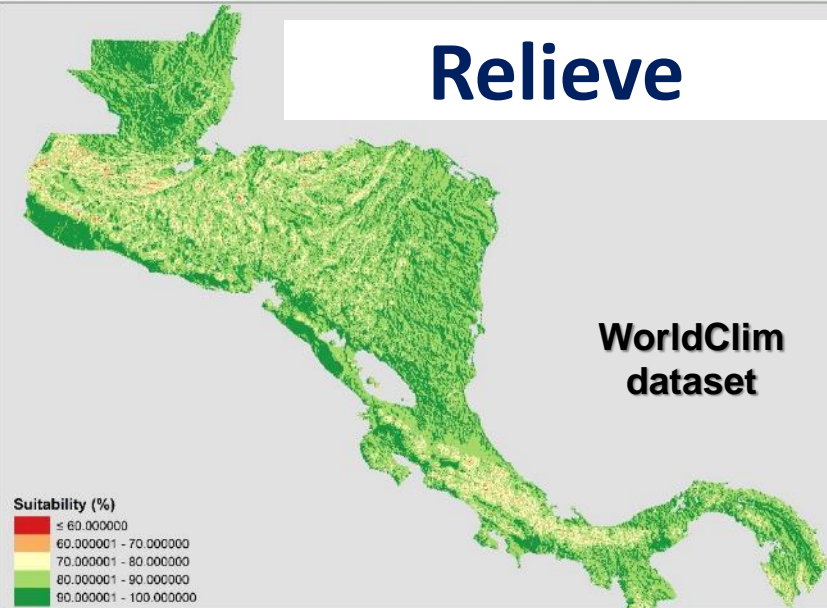 Relieve
WorldClim
dataset
Suitability (%)
≤ 60.000000
60.000001 - 70.000000
70.000001 - 80.000000
80.000001 - 90.000000
90.000001 - 100.000000